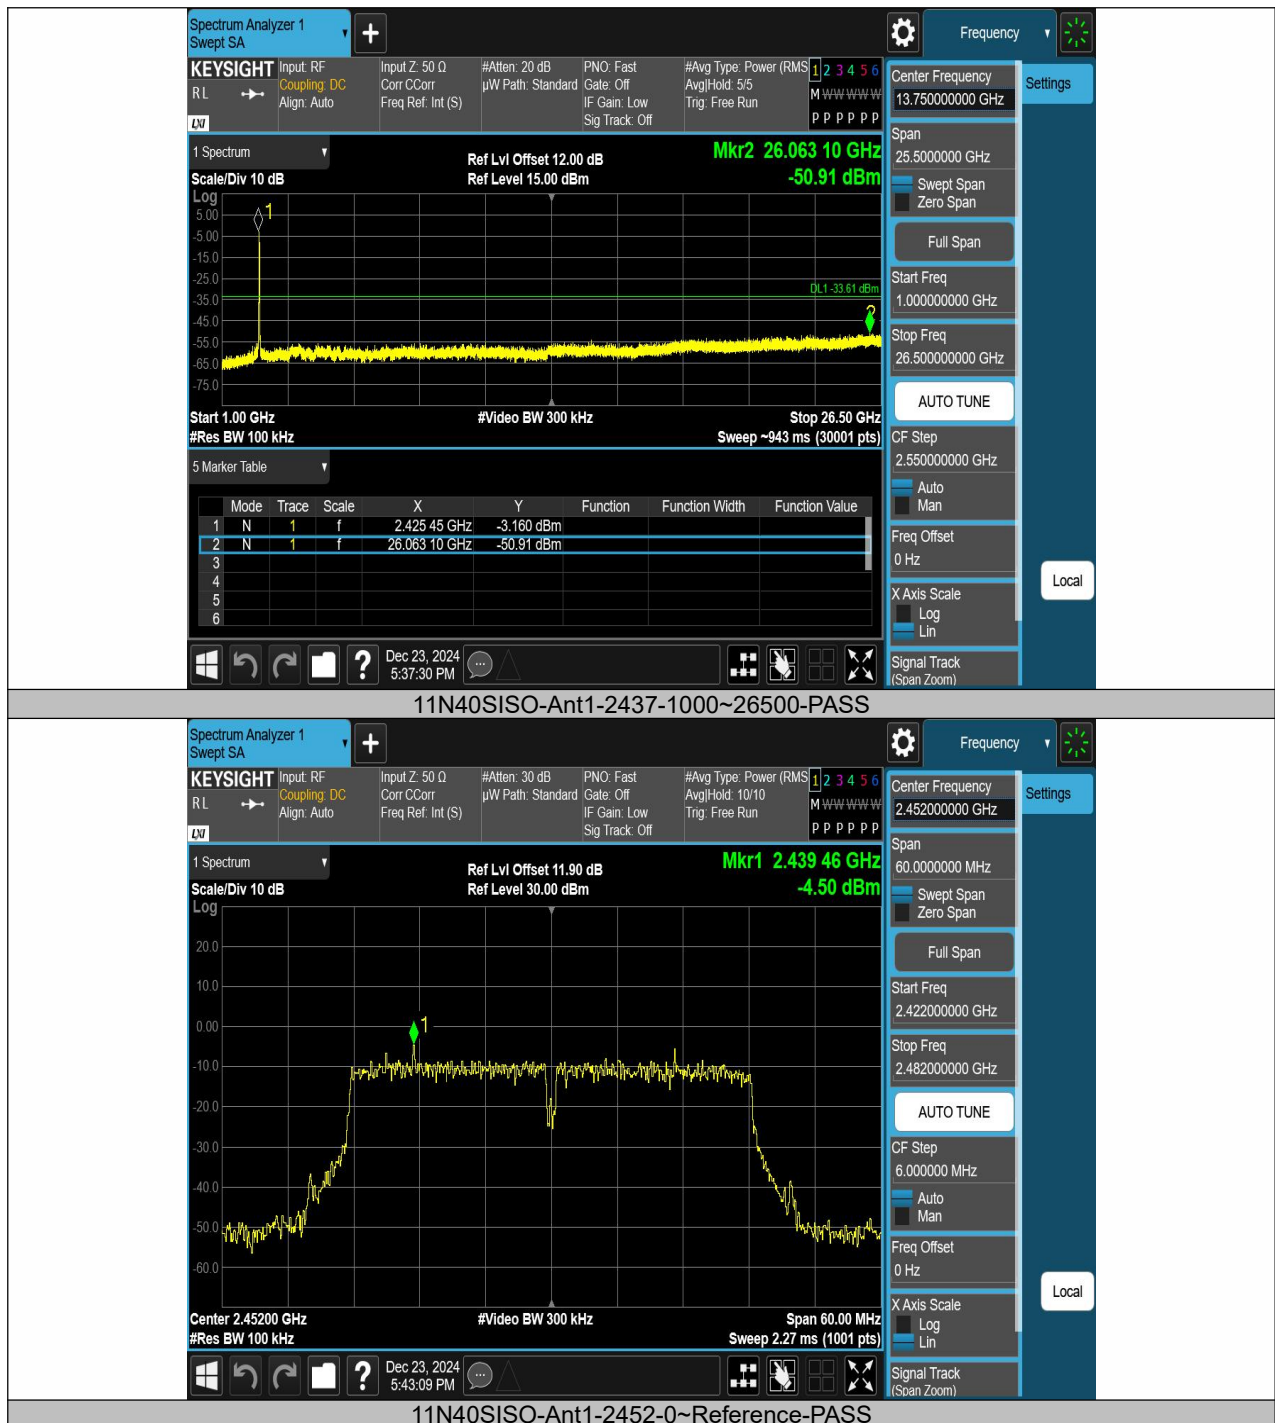 Spectrum Analyzer 1
Swept SA
+
Frequency
KEYSIGHT
RL
LXI
Input: RF
Coupling: DC
Align: Auto
Input Z: 50 Ω
Corr CCorr
Freq Ref: Int (S)
#Atten: 20 dB
µW Path: Standard
PNO: Fast
Gate: Off
IF Gain: Low
Sig Track: Off
#Avg Type: Power (RMS
Avg|Hold: 5/5
Trig: Free Run
1 2 3 4 5 6
M W W W W W
P P P P P P
1 Spectrum
Scale/Div 10 dB
Ref Lvl Offset 12.00 dB
Ref Level 15.00 dBm
Mkr2 26.063 10 GHz
-50.91 dBm
Log
5.00
-5.00
-15.0
-25.0
-35.0
-45.0
-55.0
-65.0
-75.0
1
2
DL1 -33.61 dBm
Start 1.00 GHz
#Video BW 300 kHz
Stop 26.50 GHz
#Res BW 100 kHz
Sweep ~943 ms (30001 pts)
5 Marker Table
Mode Trace Scale X Y Function Function Width Function Value
1 N 1 f 2.425 45 GHz -3.160 dBm
2 N 1 f 26.063 10 GHz -50.91 dBm
3
4
5
6
?
Dec 23, 2024
5:37:30 PM
Center Frequency
13.750000000 GHz
Settings
Span
25.5000000 GHz
Swept Span
Zero Span
Full Span
Start Freq
1.000000000 GHz
Stop Freq
26.500000000 GHz
AUTO TUNE
CF Step
2.550000000 GHz
Auto
Man
Freq Offset
0 Hz
Local
X Axis Scale
Log
Lin
Signal Track
(Span Zoom)
11N40SISO-Ant1-2437-1000~26500-PASS
Spectrum Analyzer 1
Swept SA
+
Frequency
KEYSIGHT
RL
LXI
Input: RF
Coupling: DC
Align: Auto
Input Z: 50 Ω
Corr CCorr
Freq Ref: Int (S)
#Atten: 30 dB
µW Path: Standard
PNO: Fast
Gate: Off
IF Gain: Low
Sig Track: Off
#Avg Type: Power (RMS
Avg|Hold: 10/10
Trig: Free Run
1 2 3 4 5 6
M W W W W W
P P P P P P
1 Spectrum
Scale/Div 10 dB
Ref Lvl Offset 11.90 dB
Ref Level 30.00 dBm
Mkr1 2.439 46 GHz
-4.50 dBm
Log
20.0
10.0
0.00
-10.0
-20.0
-30.0
-40.0
-50.0
-60.0
1
Center 2.45200 GHz
#Video BW 300 kHz
Span 60.00 MHz
#Res BW 100 kHz
Sweep 2.27 ms (1001 pts)
?
Dec 23, 2024
5:43:09 PM
Center Frequency
2.452000000 GHz
Settings
Span
60.0000000 MHz
Swept Span
Zero Span
Full Span
Start Freq
2.422000000 GHz
Stop Freq
2.482000000 GHz
AUTO TUNE
CF Step
6.000000 MHz
Auto
Man
Freq Offset
0 Hz
Local
X Axis Scale
Log
Lin
Signal Track
(Span Zoom)
11N40SISO-Ant1-2452-0~Reference-PASS